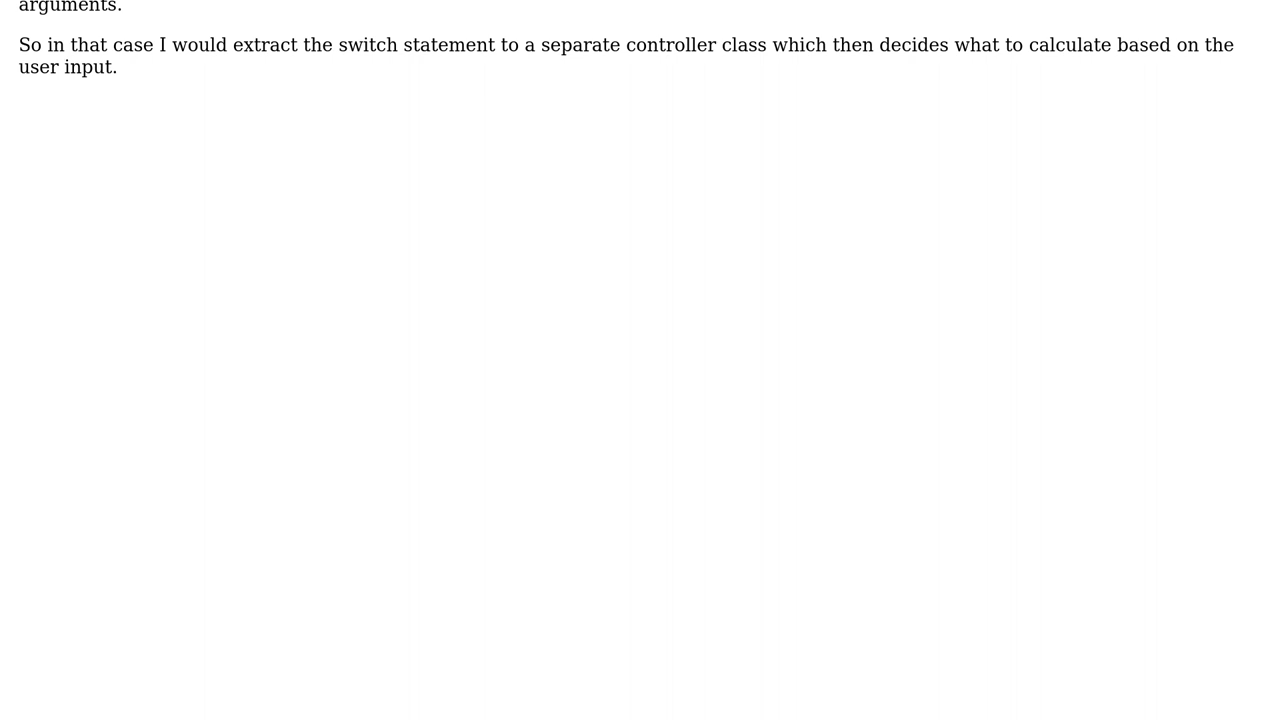 arguments.
So in that case I would extract the switch statement to a separate controller class which then decides what to calculate based on the
user input.